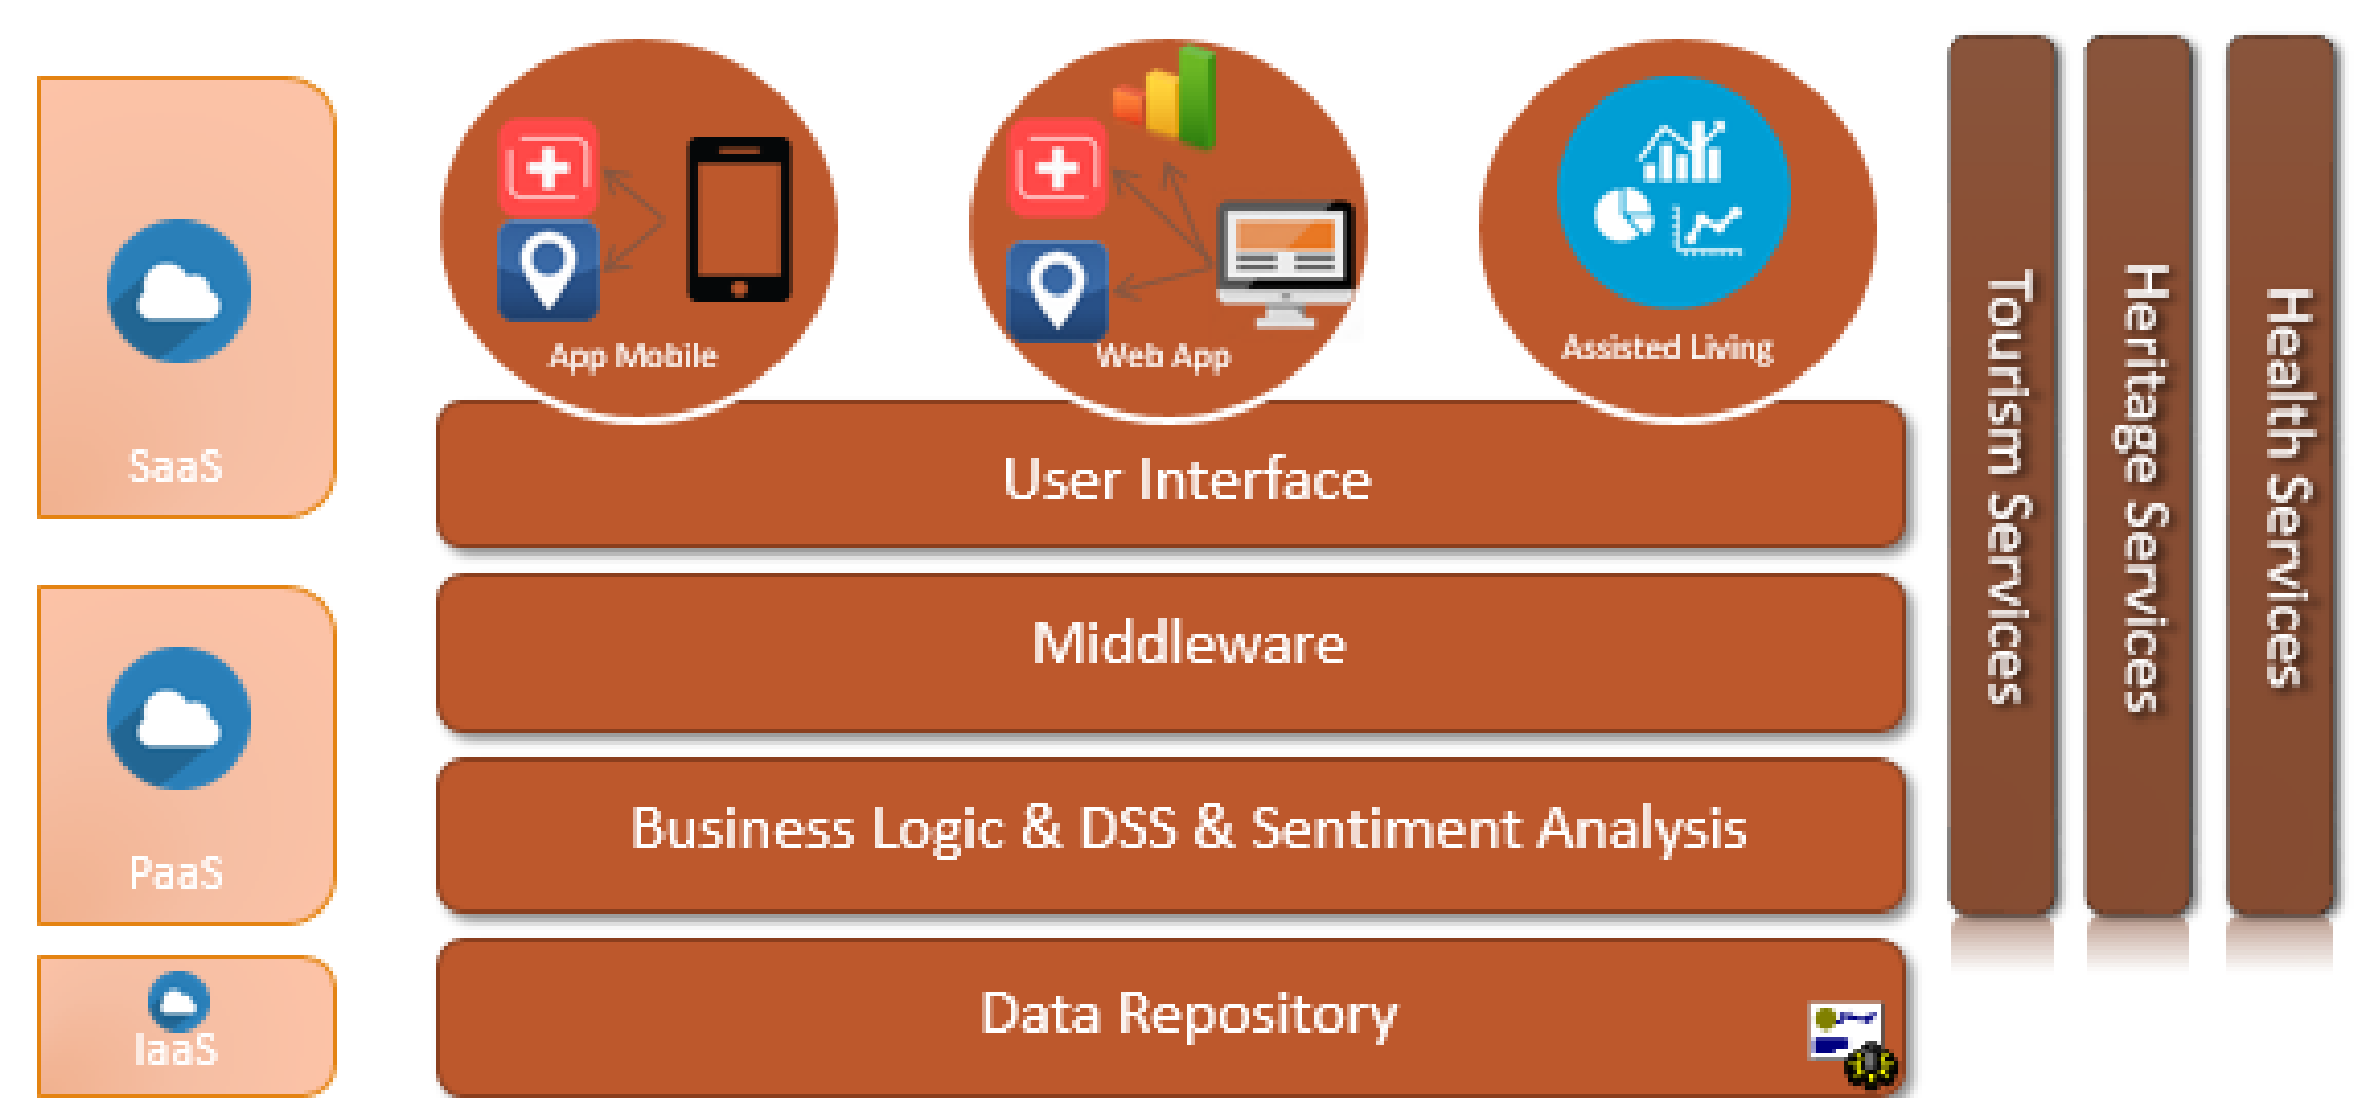 SaaS
App Mobile
Web App
Assisted Living
User Interface
PaaS
Middleware
Business Logic & DSS & Sentiment Analysis
IaaS
Data Repository
Tourism Services
Heritage Services
Health Services